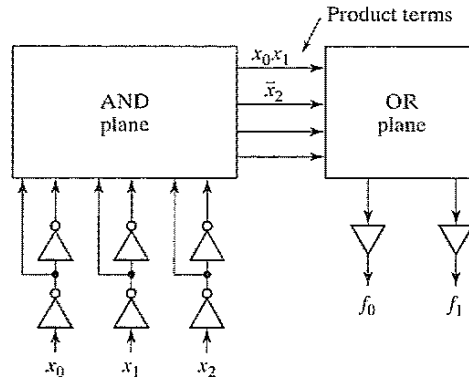 Product terms
x₀x₁
x̄₂
AND
plane
OR
plane
f₀ f₁
x₀ x₁ x₂